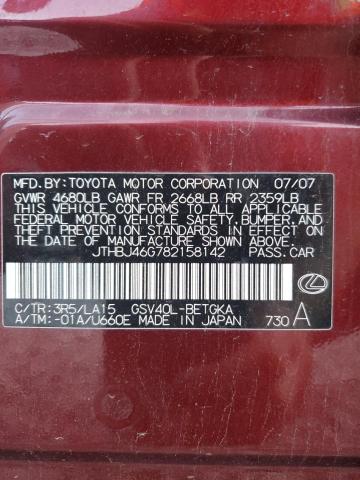 MFD.BY:TOYOTA MOTOR CORPORATION 07/07
GVWR 4680LB GAWR FR 2668LB RR 2359LB
THIS VEHICLE CONFORMS TO ALL APPLICABLE
FEDERAL MOTOR VEHICLE SAFETY,BUMPER,AND
THEFT PREVENTION STANDARDS IN EFFECT ON
THE DATE OF MANUFACTURE SHOWN ABOVE.
JTHBJ46G782158142 PASS.CAR
C/TR:3R5/LA15 GSV40L-BETGKA
A/TM:-01A/U660E MADE IN JAPAN 730 A